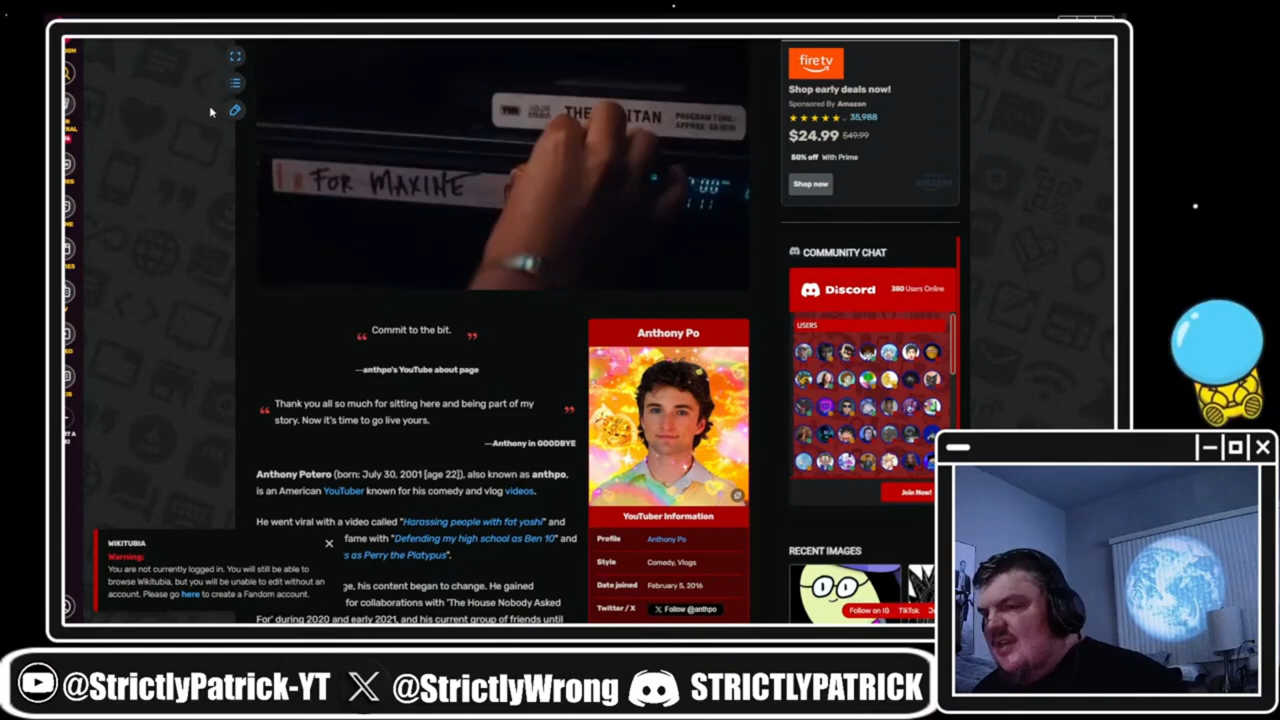 THE
ITAN
PROGRAM TIME:
FOR MAXINE
7:00
fire tv
Shop early deals now!
Sponsored By Amazon
35,988
$24.99 $49.99
50% off With Prime
Shop now
COMMUNITY CHAT
Discord 380 Users Online
USERS
Join Now!
RECENT IMAGES
Follow on IG TikTok
Commit to the bit.
—anthpo's YouTube about page
Thank you all so much for sitting here and being part of my
story. Now it's time to go live yours.
—Anthony in GOODBYE
Anthony Potero (born: July 30, 2001 [age 22]), also known as anthpo,
is an American YouTuber known for his comedy and vlog videos.
He went viral with a video called "Harassing people with fat yoshi" and
fame with "Defending my high school as Ben 10" and
s as Perry the Platypus".
ge, his content began to change. He gained
for collaborations with 'The House Nobody Asked
For' during 2020 and early 2021, and his current group of friends until
Anthony Po
YouTuber Information
Profile Anthony Po
Style Comedy, Vlogs
Date joined February 5, 2016
Twitter / X Follow @anthpo
WIKITUBIA
Warning:
You are not currently logged in. You will still be able to
browse Wikitubia, but you will be unable to edit without an
account. Please go here to create a Fandom account.
@StrictlyPatrick-YT X @StrictlyWrong STRICTLYPATRICK